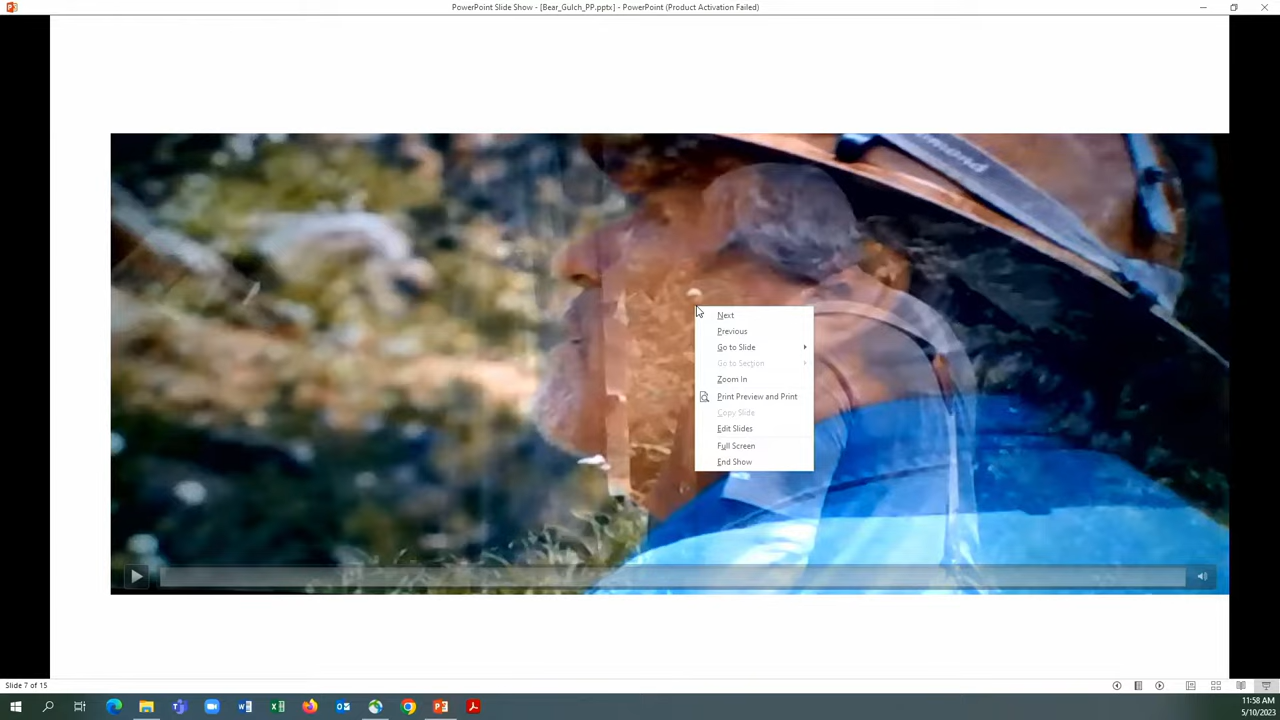 PowerPoint Slide Show - [Bear_Gulch_PP.pptx] - PowerPoint (Product Activation Failed)
Next
Previous
Go to Slide
Go to Section
Zoom In
Print Preview and Print
Copy Slide
Edit Slides
Full Screen
End Show
Slide 7 of 15
11:58 AM
5/10/2023